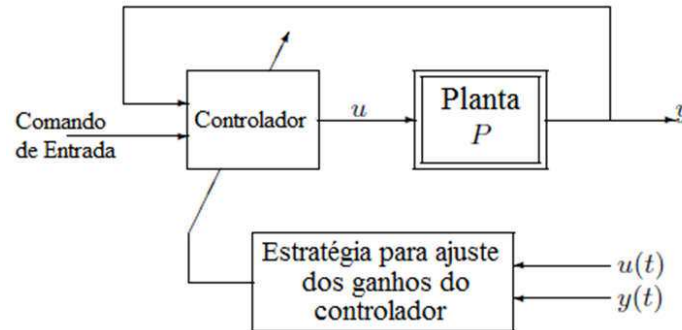 Comando
de Entrada
Controlador
u
Planta
P
y
Estratégia para ajuste
dos ganhos do
controlador
u(t)
y(t)